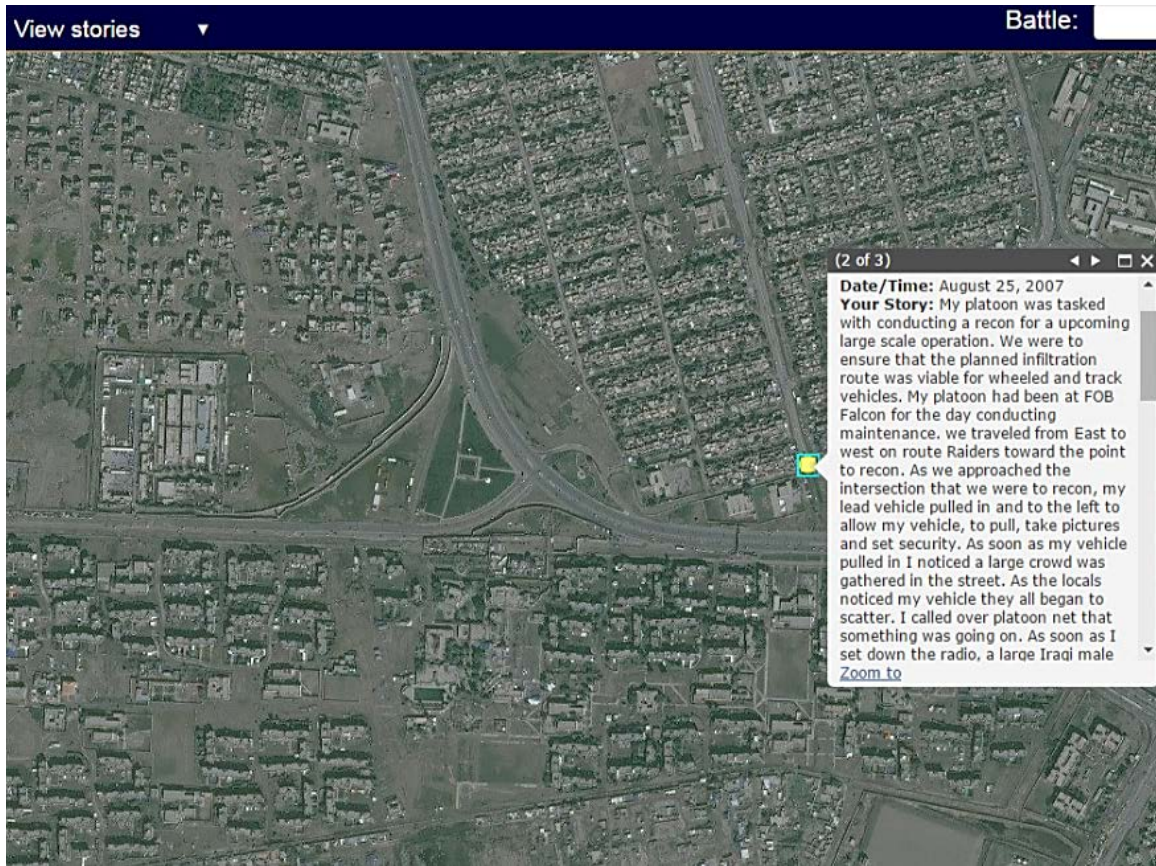 View stories ▼
Battle:
(2 of 3)
Date/Time: August 25, 2007
Your Story: My platoon was tasked
with conducting a recon for a upcoming
large scale operation. We were to
ensure that the planned infiltration
route was viable for wheeled and track
vehicles. My platoon had been at FOB
Falcon for the day conducting
maintenance. we traveled from East to
west on route Raiders toward the point
to recon. As we approached the
intersection that we were to recon, my
lead vehicle pulled in and to the left to
allow my vehicle, to pull, take pictures
and set security. As soon as my vehicle
pulled in I noticed a large crowd was
gathered in the street. As the locals
noticed my vehicle they all began to
scatter. I called over platoon net that
something was going on. As soon as I
set down the radio, a large Iraqi male
Zoom to